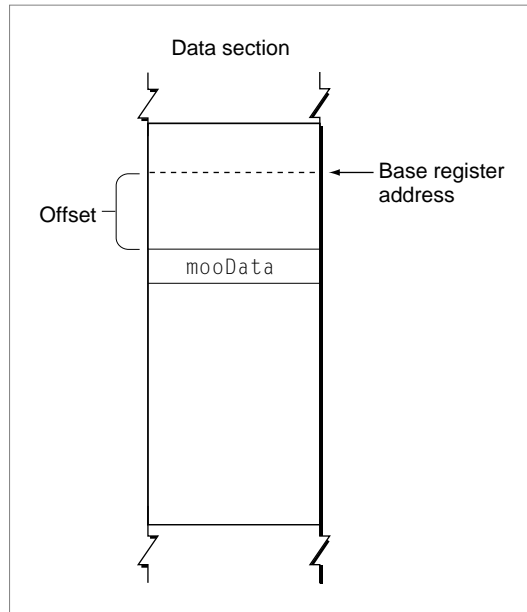 Data section
Base register
address
Offset
mooData